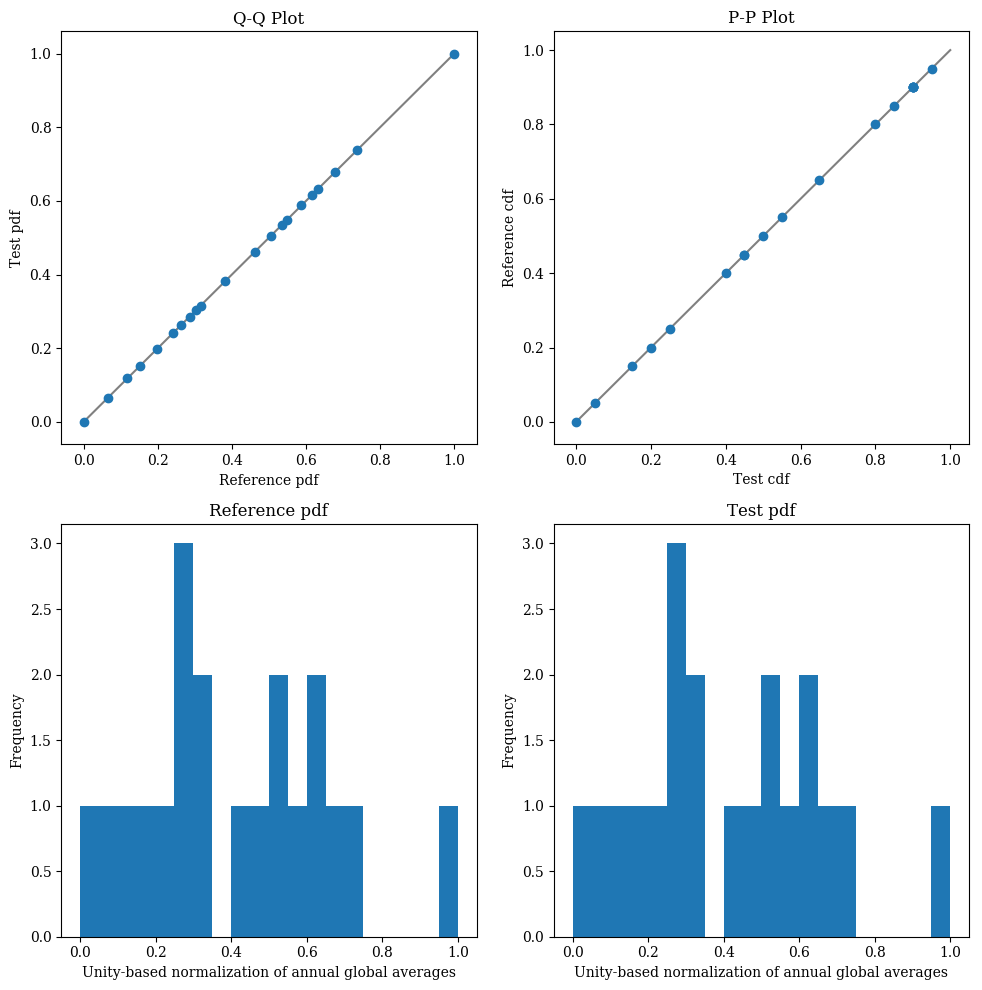 Q-Q Plot
1.0
0.8
0.6
0.4
0.2
0.0
Test pdf
0.0 0.2 0.4 0.6 0.8 1.0
Reference pdf
P-P Plot
1.0
0.8
0.6
0.4
0.2
0.0
Reference cdf
0.0 0.2 0.4 0.6 0.8 1.0
Test cdf
Reference pdf
3.0
2.5
2.0
1.5
1.0
0.5
0.0
Frequency
0.0 0.2 0.4 0.6 0.8 1.0
Unity-based normalization of annual global averages
Test pdf
3.0
2.5
2.0
1.5
1.0
0.5
0.0
Frequency
0.0 0.2 0.4 0.6 0.8 1.0
Unity-based normalization of annual global averages